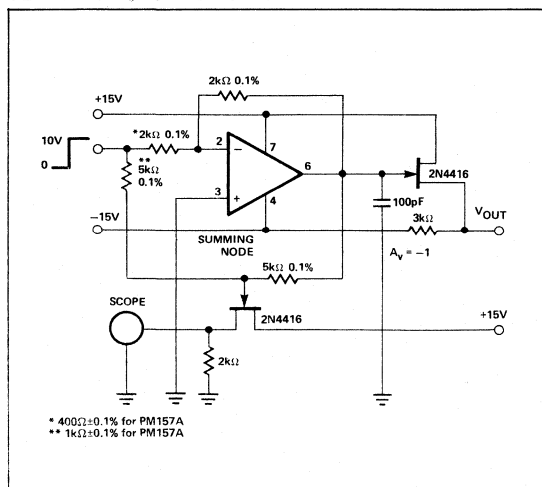 2kΩ 0.1%
+15V
*2kΩ 0.1%
10V
0
**
5kΩ
0.1%
2
7
6
3
4
−
+
2N4416
100pF
3kΩ
VOUT
−15V
SUMMING
NODE
Av = −1
5kΩ 0.1%
SCOPE
2N4416
+15V
2kΩ
* 400Ω±0.1% for PM157A
** 1kΩ±0.1% for PM157A